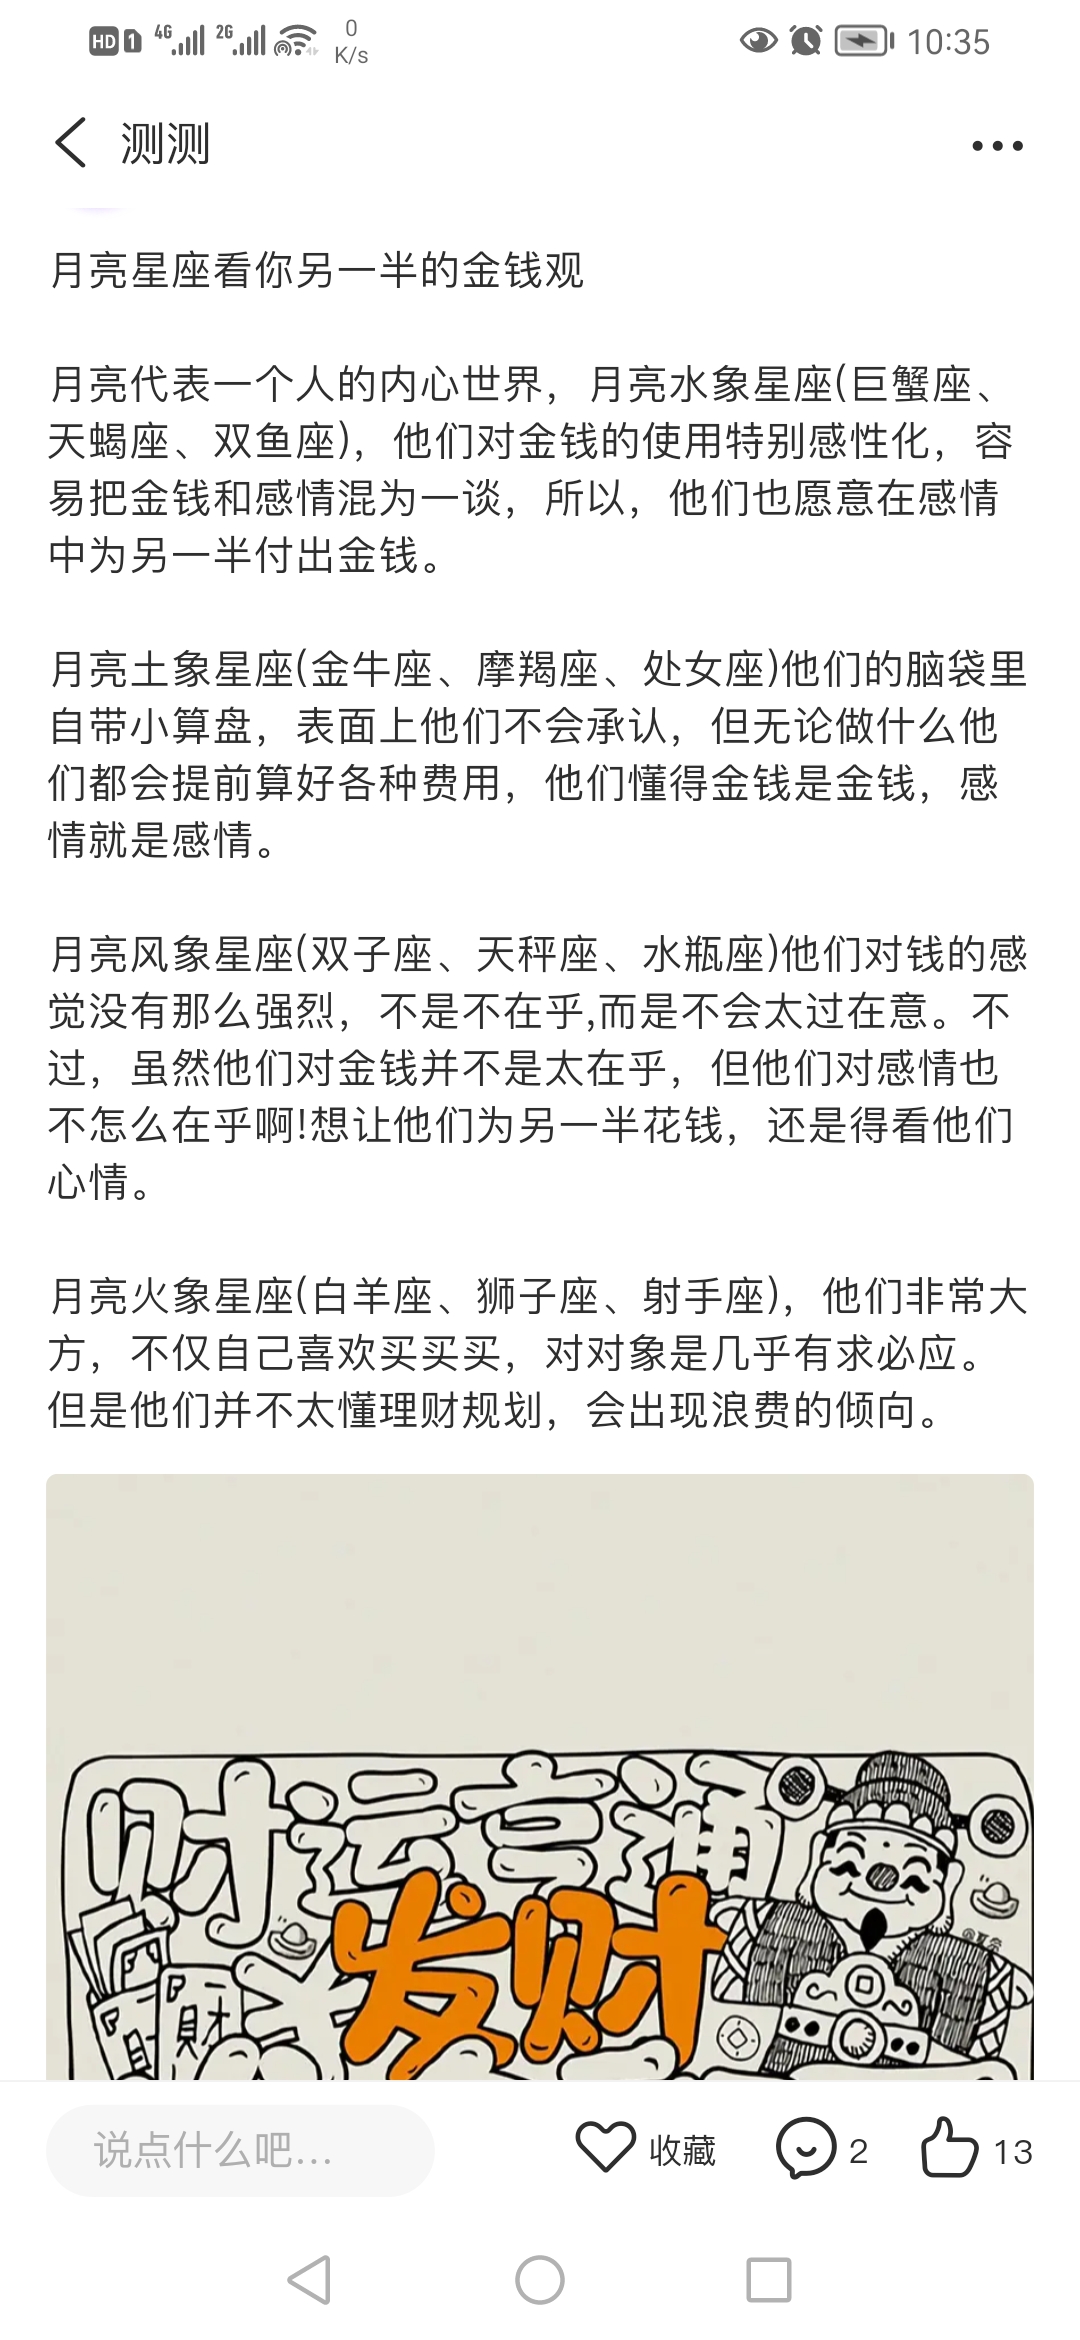 HD 1 4G 2G 0 K/s 10:35
测测
月亮星座看你另一半的金钱观
月亮代表一个人的内心世界，月亮水象星座(巨蟹座、
天蝎座、双鱼座)，他们对金钱的使用特别感性化，容
易把金钱和感情混为一谈，所以，他们也愿意在感情
中为另一半付出金钱。
月亮土象星座(金牛座、摩羯座、处女座)他们的脑袋里
自带小算盘，表面上他们不会承认，但无论做什么他
们都会提前算好各种费用，他们懂得金钱是金钱，感
情就是感情。
月亮风象星座(双子座、天秤座、水瓶座)他们对钱的感
觉没有那么强烈，不是不在乎,而是不会太过在意。不
过，虽然他们对金钱并不是太在乎，但他们对感情也
不怎么在乎啊!想让他们为另一半花钱，还是得看他们
心情。
月亮火象星座(白羊座、狮子座、射手座)，他们非常大
方，不仅自己喜欢买买买，对对象是几乎有求必应。
但是他们并不太懂理财规划，会出现浪费的倾向。
财运亨通
发财
財
说点什么吧...
收藏
2
13